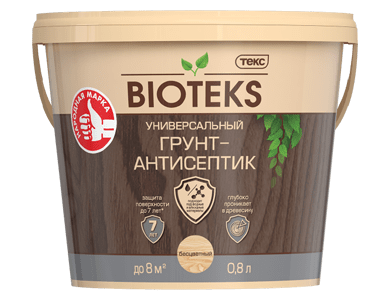 ТЕКС
BIOTEKS
НАРОДНАЯ МАРКА
УНИВЕРСАЛЬНЫЙ
ГРУНТ-
АНТИСЕПТИК
защита
поверхности
до 7 лет*
7
ЛЕТ
глубоко
проникает
в древесину
бесцветный
до 8 м²
0,8 л